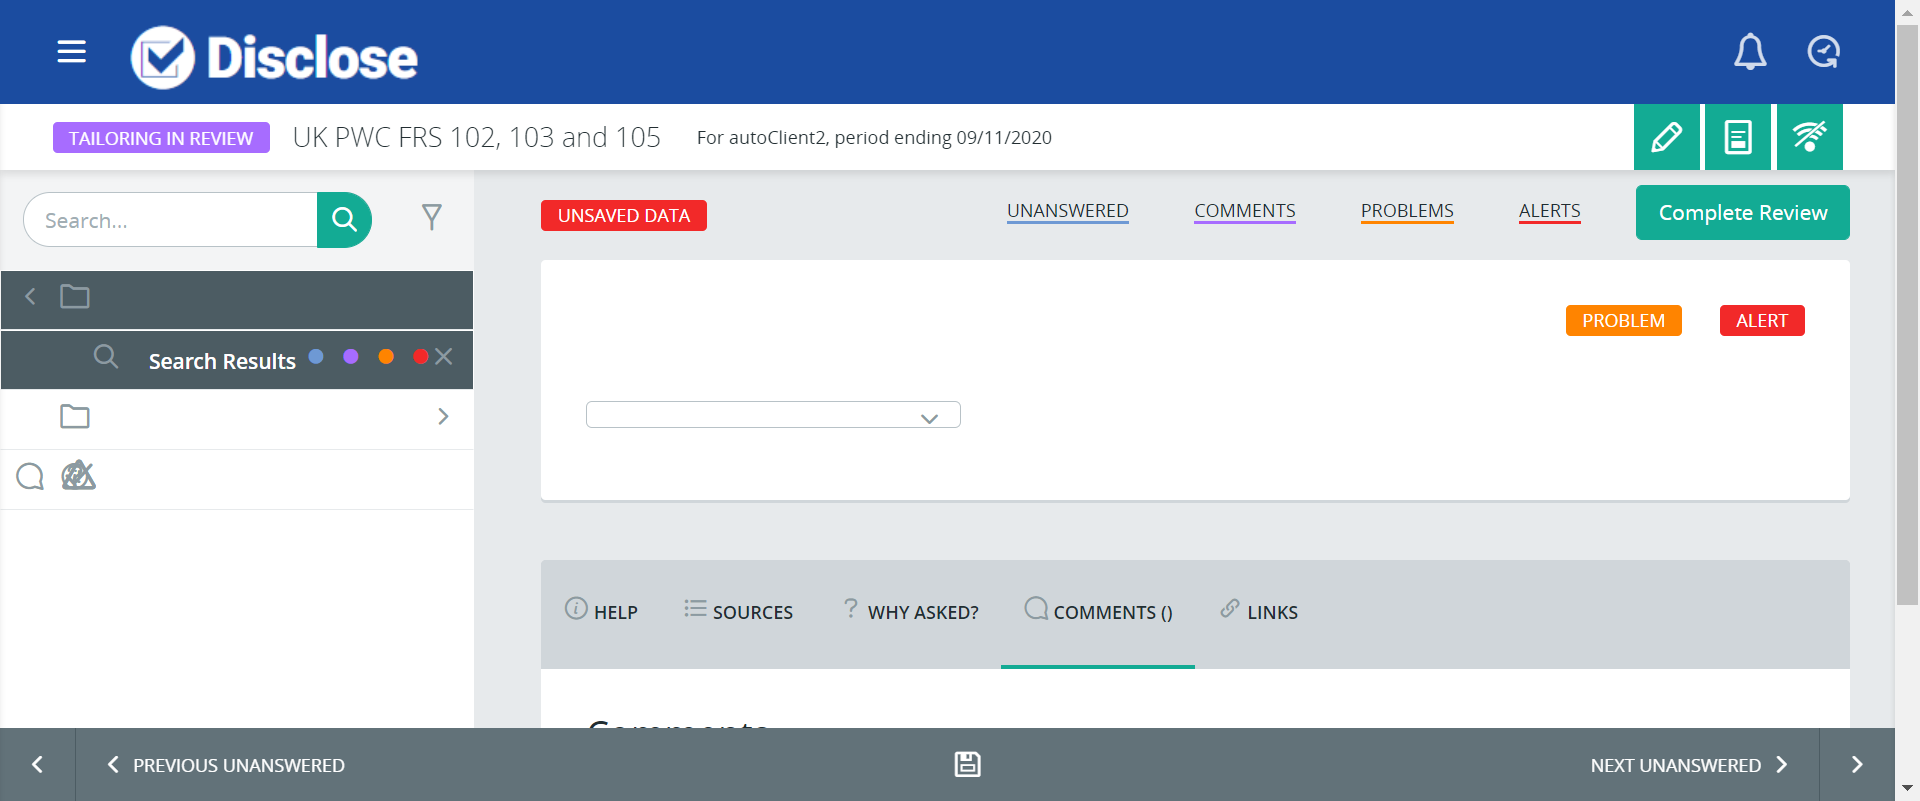 Disclose
TAILORING IN REVIEW UK PWC FRS 102, 103 and 105 For autoClient2, period ending 09/11/2020
Search...
UNSAVED DATA UNANSWERED COMMENTS PROBLEMS ALERTS Complete Review
PROBLEM ALERT
Search Results
HELP SOURCES WHY ASKED? COMMENTS () LINKS
Comments
PREVIOUS UNANSWERED NEXT UNANSWERED